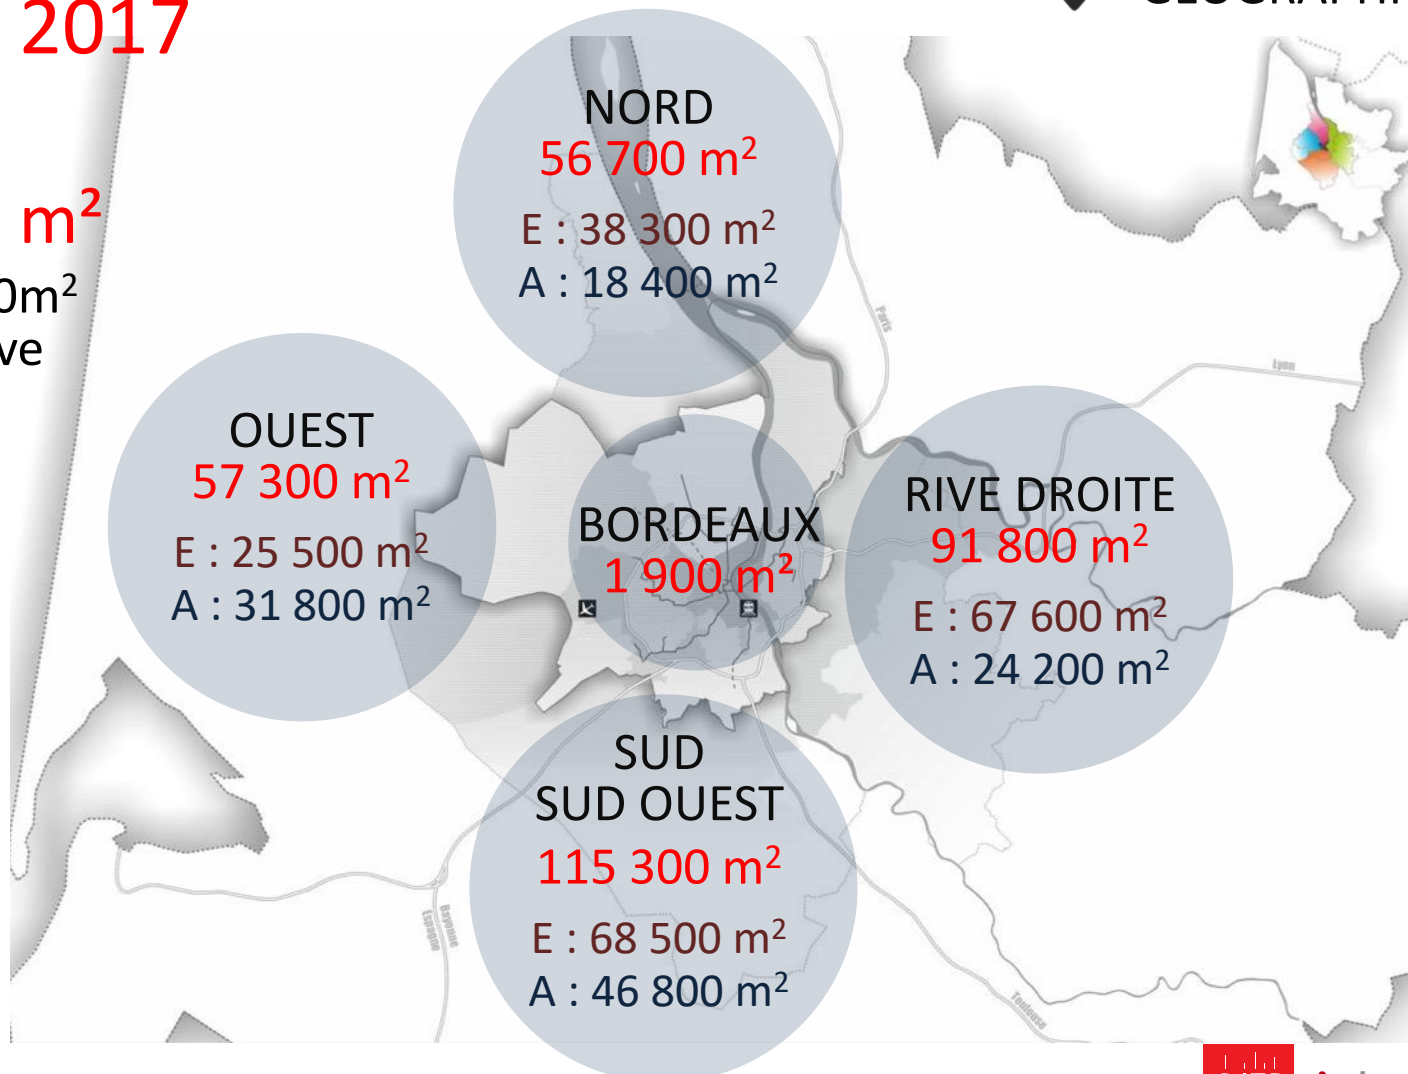 2017
m²
0m²
ve
NORD
56 700 m²
E : 38 300 m²
A : 18 400 m²
Paris
Lyon
OUEST
57 300 m²
E : 25 500 m²
A : 31 800 m²
BORDEAUX
1 900 m²
RIVE DROITE
91 800 m²
E : 67 600 m²
A : 24 200 m²
SUD
SUD OUEST
115 300 m²
E : 68 500 m²
A : 46 800 m²
Bayonne
Espagne
Toulouse